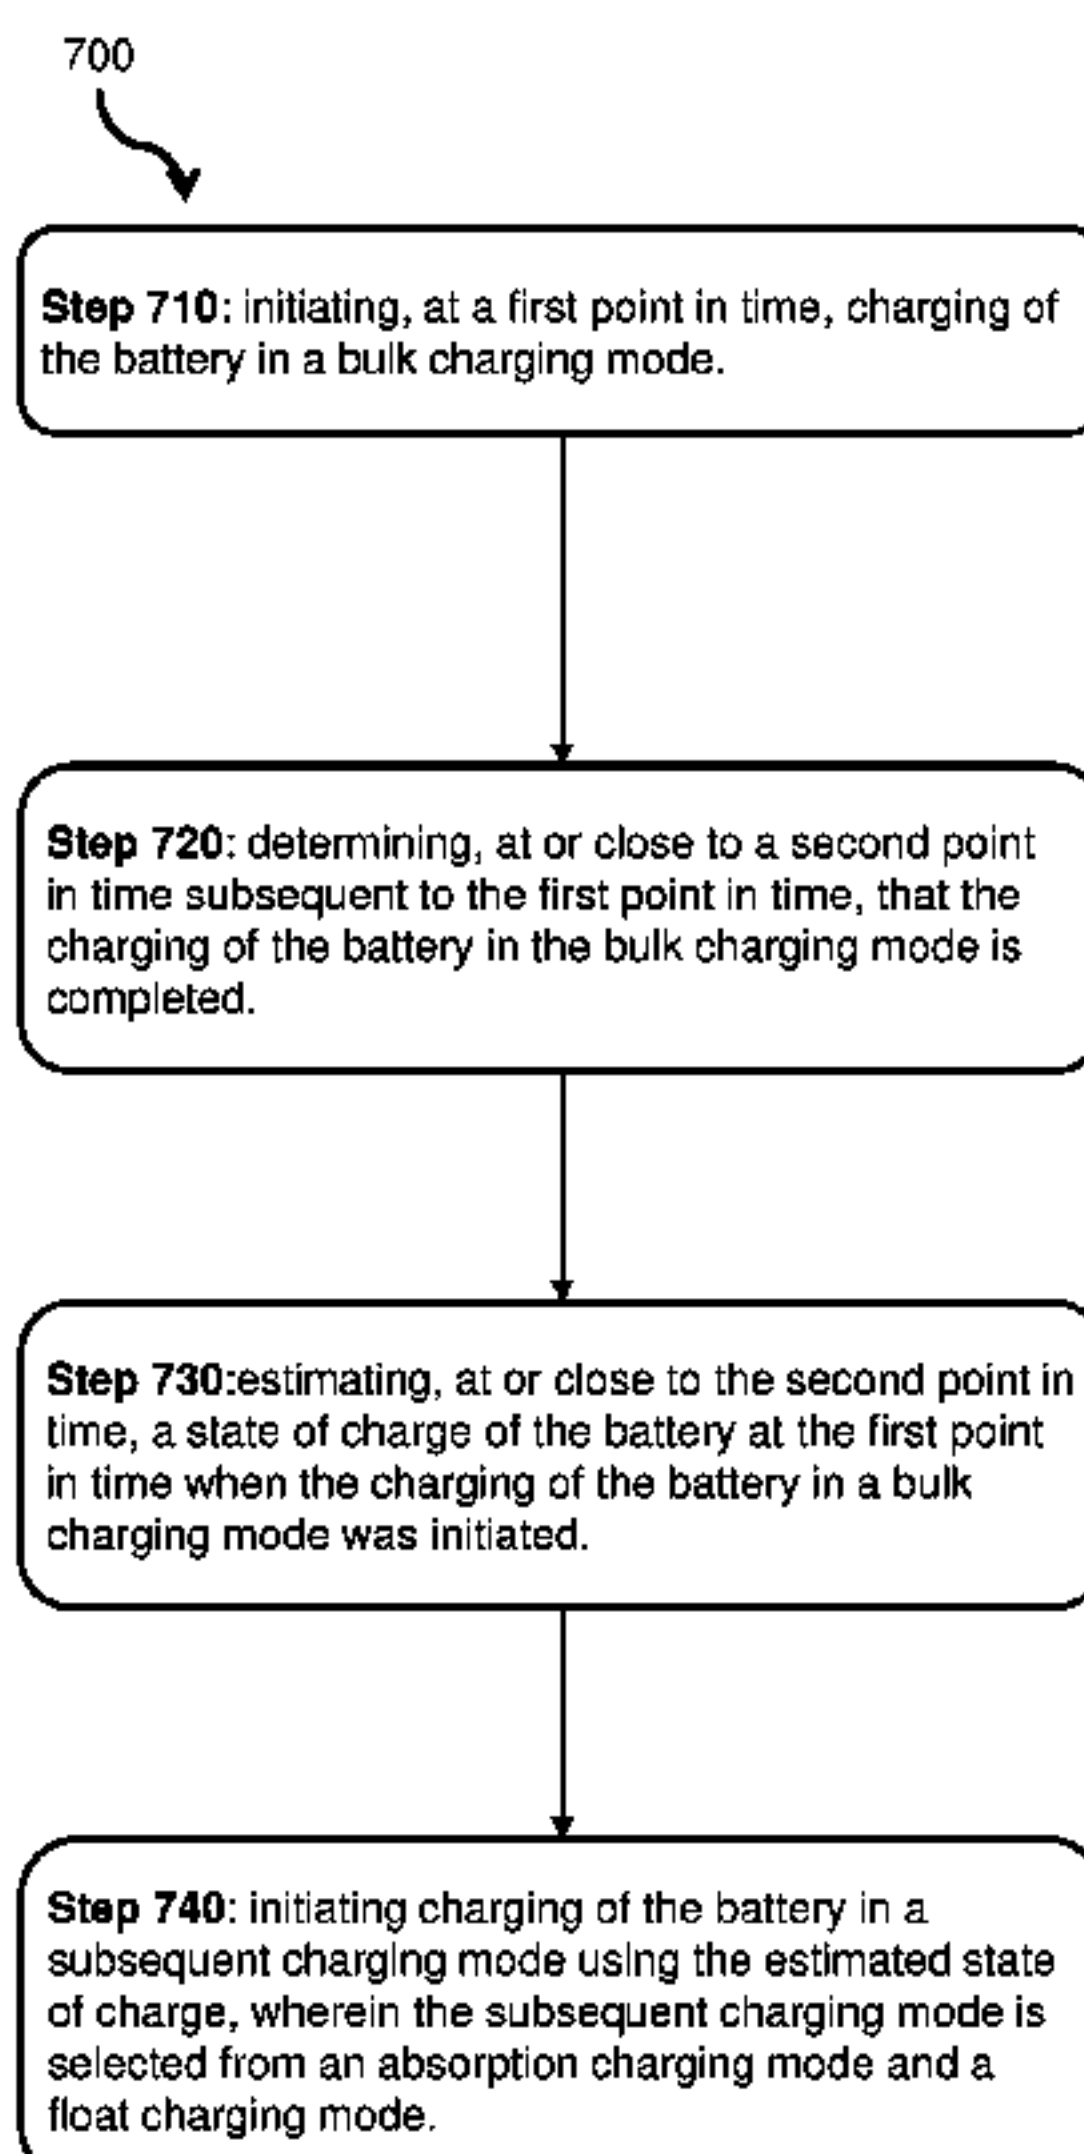 700
Step 710: initiating, at a first point in time, charging of
the battery in a bulk charging mode.
Step 720: determining, at or close to a second point
in time subsequent to the first point in time, that the
charging of the battery in the bulk charging mode is
completed.
Step 730:estimating, at or close to the second point in
time, a state of charge of the battery at the first point
in time when the charging of the battery in a bulk
charging mode was initiated.
Step 740: initiating charging of the battery in a
subsequent charging mode using the estimated state
of charge, wherein the subsequent charging mode is
selected from an absorption charging mode and a
float charging mode.